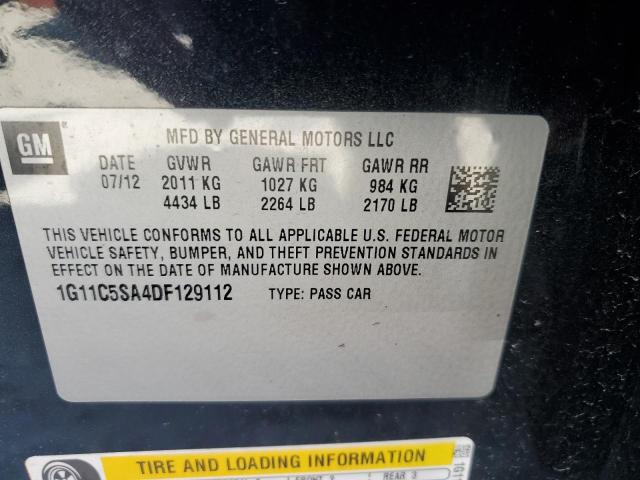 GM
MFD BY GENERAL MOTORS LLC
DATE GVWR GAWR FRT GAWR RR
07/12 2011 KG 1027 KG 984 KG
4434 LB 2264 LB 2170 LB
THIS VEHICLE CONFORMS TO ALL APPLICABLE U.S. FEDERAL MOTOR
VEHICLE SAFETY, BUMPER, AND THEFT PREVENTION STANDARDS IN
EFFECT ON THE DATE OF MANUFACTURE SHOWN ABOVE.
1G11C5SA4DF129112 TYPE: PASS CAR
TIRE AND LOADING INFORMATION
REAR 3